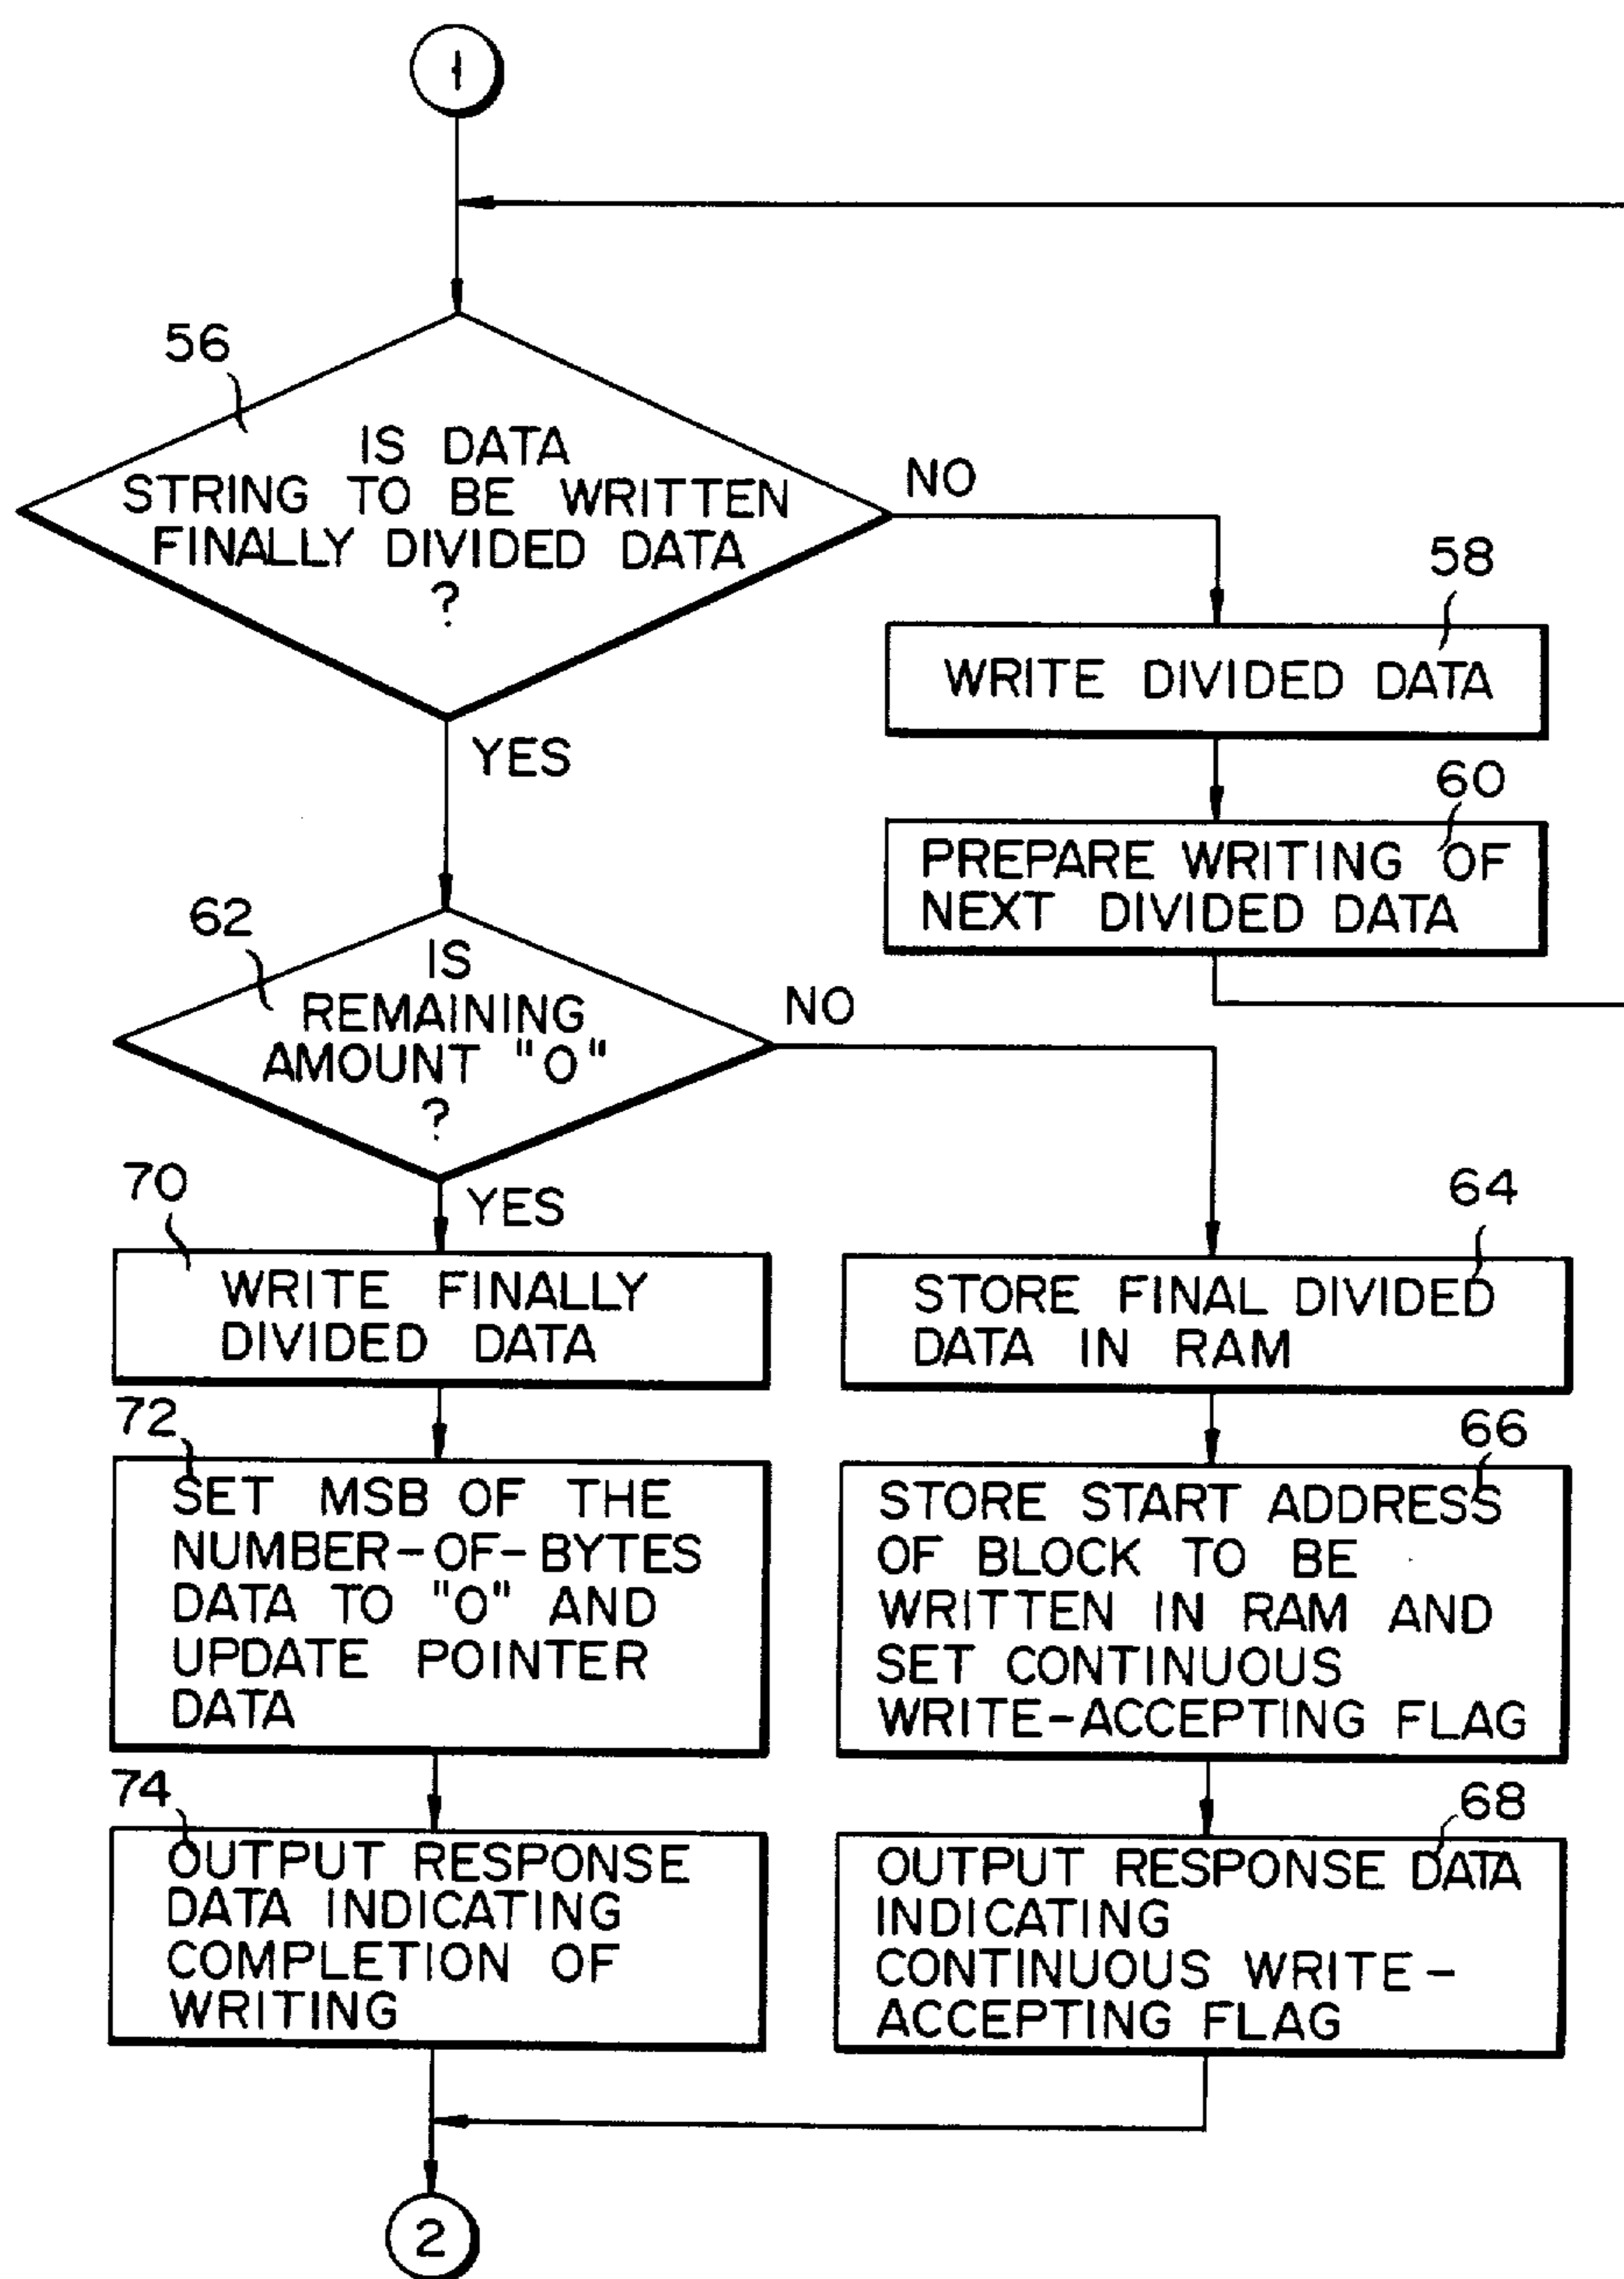 1
56
IS DATA
STRING TO BE WRITTEN
FINALLY DIVIDED DATA
?
NO
YES
58
WRITE DIVIDED DATA
60
PREPARE WRITING OF
NEXT DIVIDED DATA
62
IS
REMAINING
AMOUNT "0"
?
NO
YES
70
WRITE FINALLY
DIVIDED DATA
72
SET MSB OF THE
NUMBER-OF-BYTES
DATA TO "0" AND
UPDATE POINTER
DATA
74
OUTPUT RESPONSE
DATA INDICATING
COMPLETION OF
WRITING
64
STORE FINAL DIVIDED
DATA IN RAM
66
STORE START ADDRESS
OF BLOCK TO BE
WRITTEN IN RAM AND
SET CONTINUOUS
WRITE-ACCEPTING FLAG
68
OUTPUT RESPONSE DATA
INDICATING
CONTINUOUS WRITE-
ACCEPTING FLAG
2